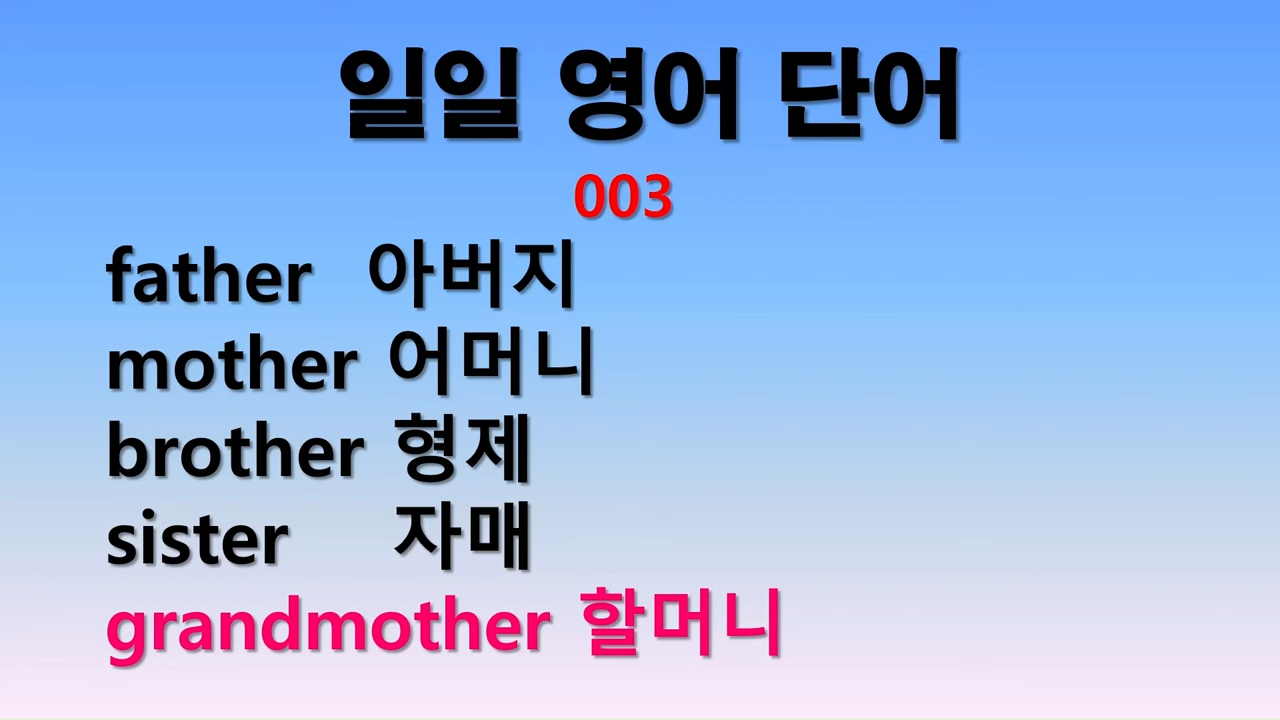 일일 영어 단어
003
father 아버지
mother 어머니
brother 형제
sister 자매
grandmother 할머니